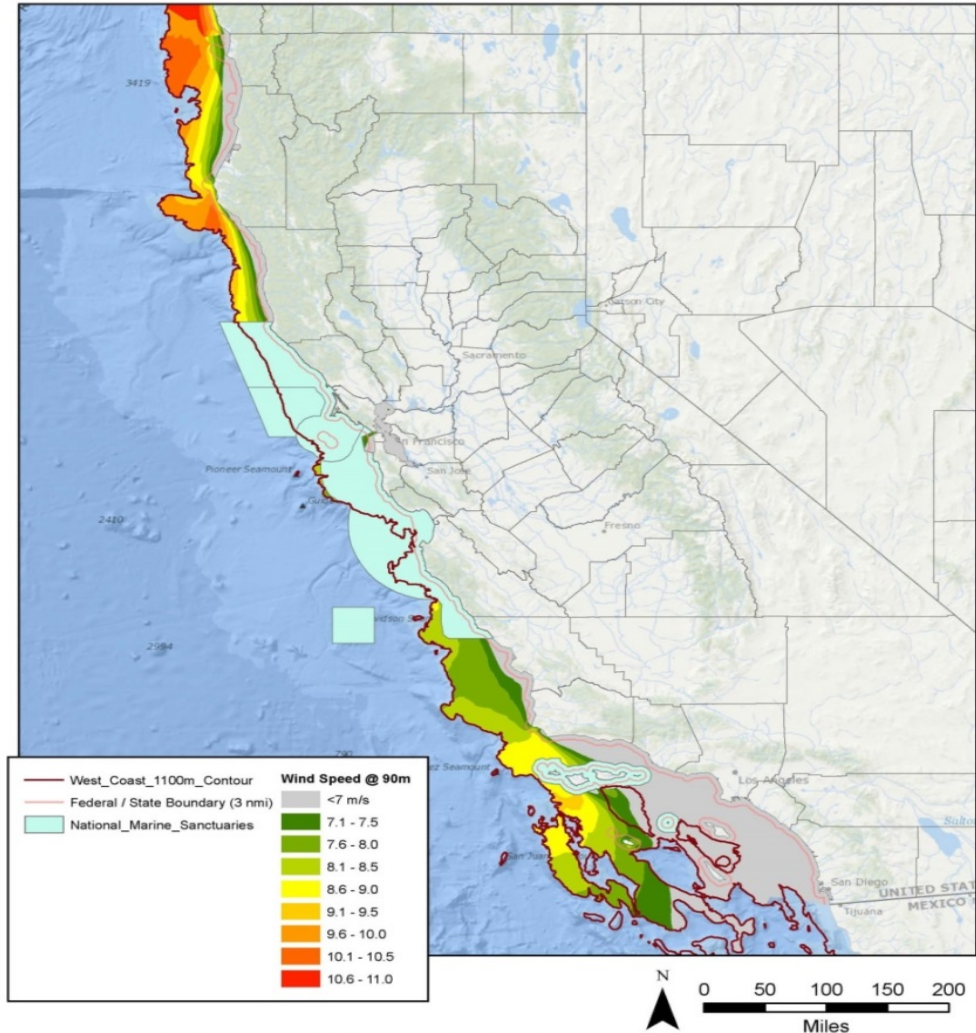 3419
Carson City
Sacramento
San Francisco
San Jose
Pioneer Seamount
2410
Fresno
2984
Los Angeles
Salton
San Diego
UNITED STATES
MEXICO
Tijuana
West_Coast_1100m_Contour
Federal / State Boundary (3 nmi)
National_Marine_Sanctuaries
Wind Speed @ 90m
<7 m/s
7.1 - 7.5
7.6 - 8.0
8.1 - 8.5
8.6 - 9.0
9.1 - 9.5
9.6 - 10.0
10.1 - 10.5
10.6 - 11.0
N
0 50 100 150 200
Miles